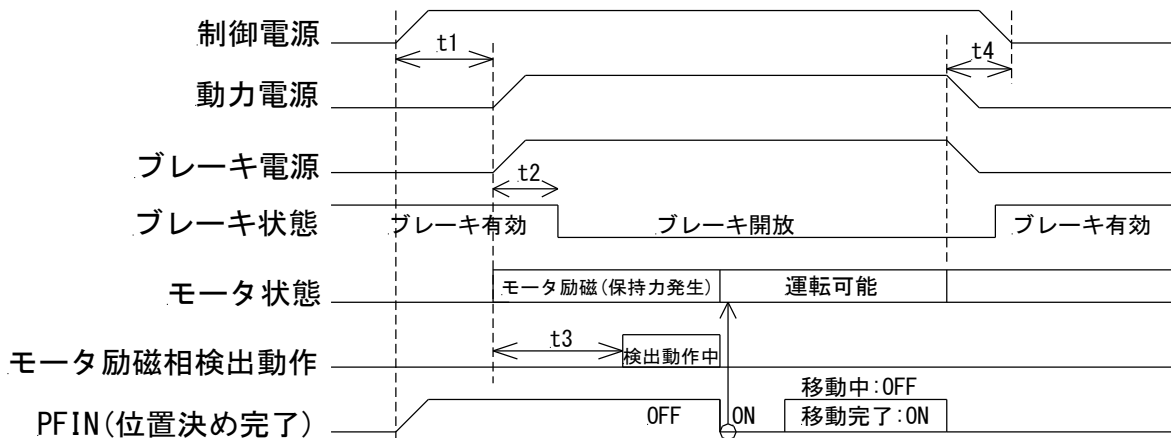 制御電源
t1
t4
動力電源
ブレーキ電源
t2
ブレーキ状態
ブレーキ有効
ブレーキ開放
ブレーキ有効
モータ状態
モータ励磁(保持力発生)
運転可能
t3
モータ励磁相検出動作
検出動作中
移動中:OFF
PFIN(位置決め完了)
OFF
ON
移動完了:ON